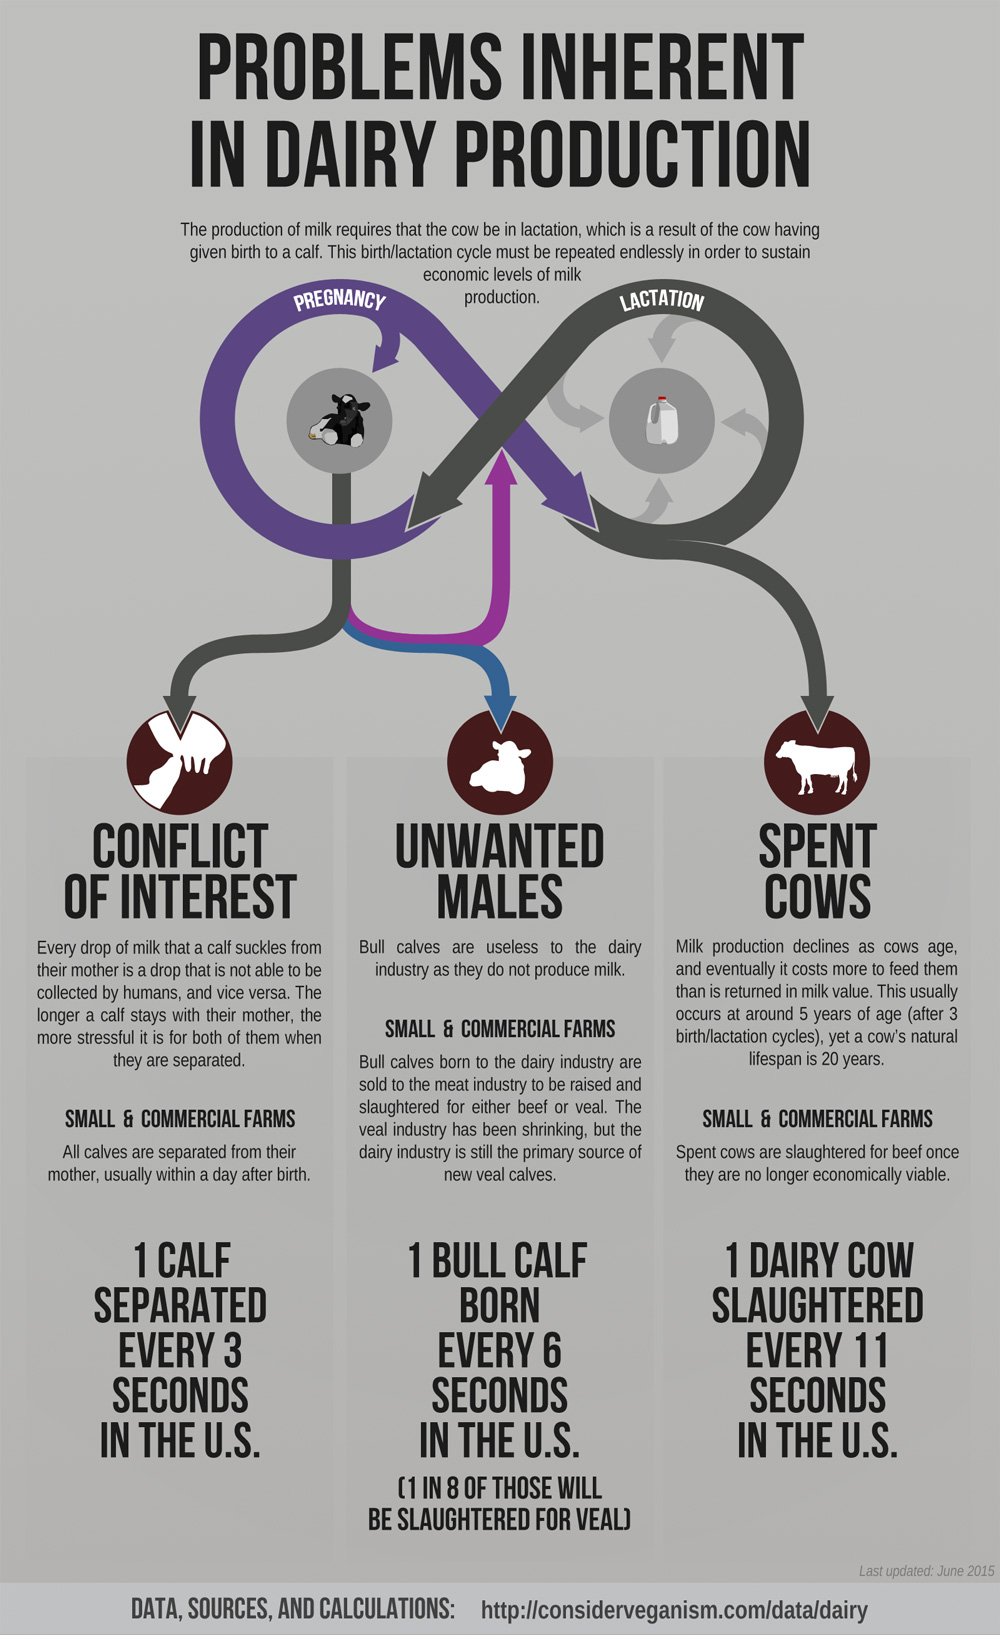 PROBLEMS INHERENT
IN DAIRY PRODUCTION
The production of milk requires that the cow be in lactation, which is a result of the cow having
given birth to a calf. This birth/lactation cycle must be repeated endlessly in order to sustain
economic levels of milk
production.
PREGNANCY
LACTATION
CONFLICT
OF INTEREST
Every drop of milk that a calf suckles from
their mother is a drop that is not able to be
collected by humans, and vice versa. The
longer a calf stays with their mother, the
more stressful it is for both of them when
they are separated.
SMALL & COMMERCIAL FARMS
All calves are separated from their
mother, usually within a day after birth.
1 CALF
SEPARATED
EVERY 3
SECONDS
IN THE U.S.
UNWANTED
MALES
Bull calves are useless to the dairy
industry as they do not produce milk.
SMALL & COMMERCIAL FARMS
Bull calves born to the dairy industry are
sold to the meat industry to be raised and
slaughtered for either beef or veal. The
veal industry has been shrinking, but the
dairy industry is still the primary source of
new veal calves.
1 BULL CALF
BORN
EVERY 6
SECONDS
IN THE U.S.
(1 IN 8 OF THOSE WILL
BE SLAUGHTERED FOR VEAL)
SPENT
COWS
Milk production declines as cows age,
and eventually it costs more to feed them
than is returned in milk value. This usually
occurs at around 5 years of age (after 3
birth/lactation cycles), yet a cow's natural
lifespan is 20 years.
SMALL & COMMERCIAL FARMS
Spent cows are slaughtered for beef once
they are no longer economically viable.
1 DAIRY COW
SLAUGHTERED
EVERY 11
SECONDS
IN THE U.S.
Last updated: June 2015
DATA, SOURCES, AND CALCULATIONS: http://considerveganism.com/data/dairy